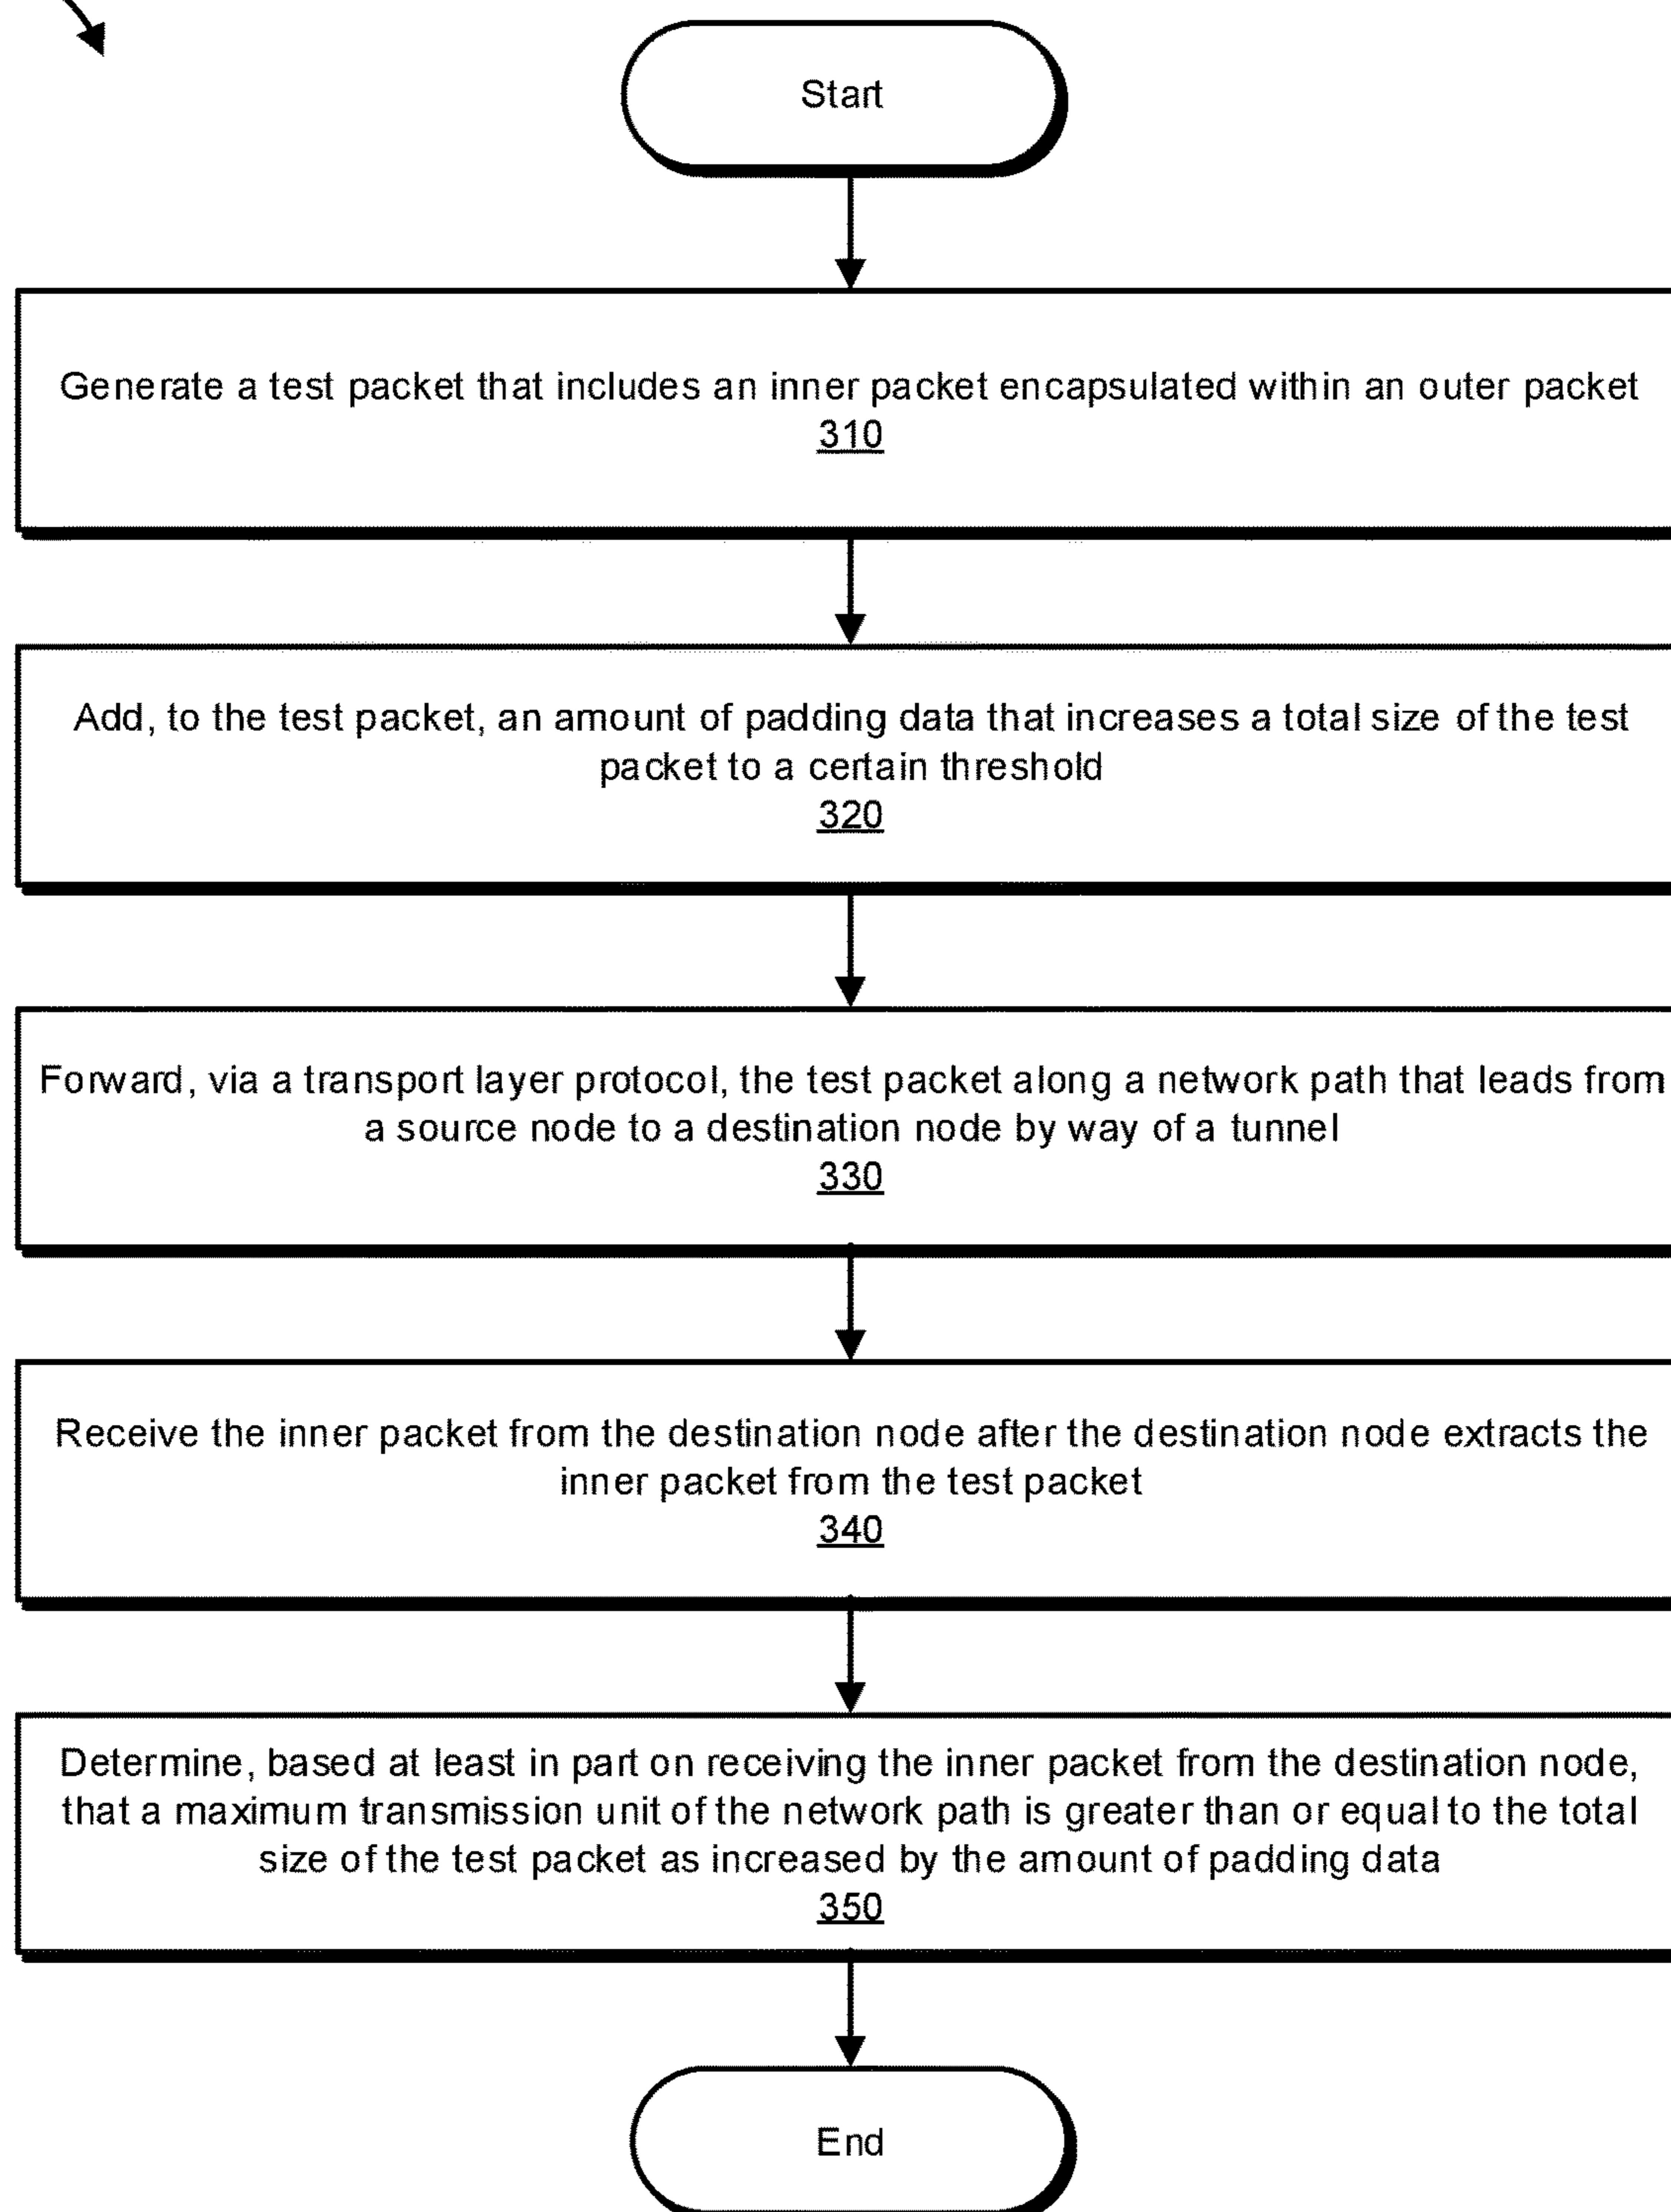 Start
Generate a test packet that includes an inner packet encapsulated within an outer packet
310
Add, to the test packet, an amount of padding data that increases a total size of the test
packet to a certain threshold
320
Forward, via a transport layer protocol, the test packet along a network path that leads from
a source node to a destination node by way of a tunnel
330
Receive the inner packet from the destination node after the destination node extracts the
inner packet from the test packet
340
Determine, based at least in part on receiving the inner packet from the destination node,
that a maximum transmission unit of the network path is greater than or equal to the total
size of the test packet as increased by the amount of padding data
350
End